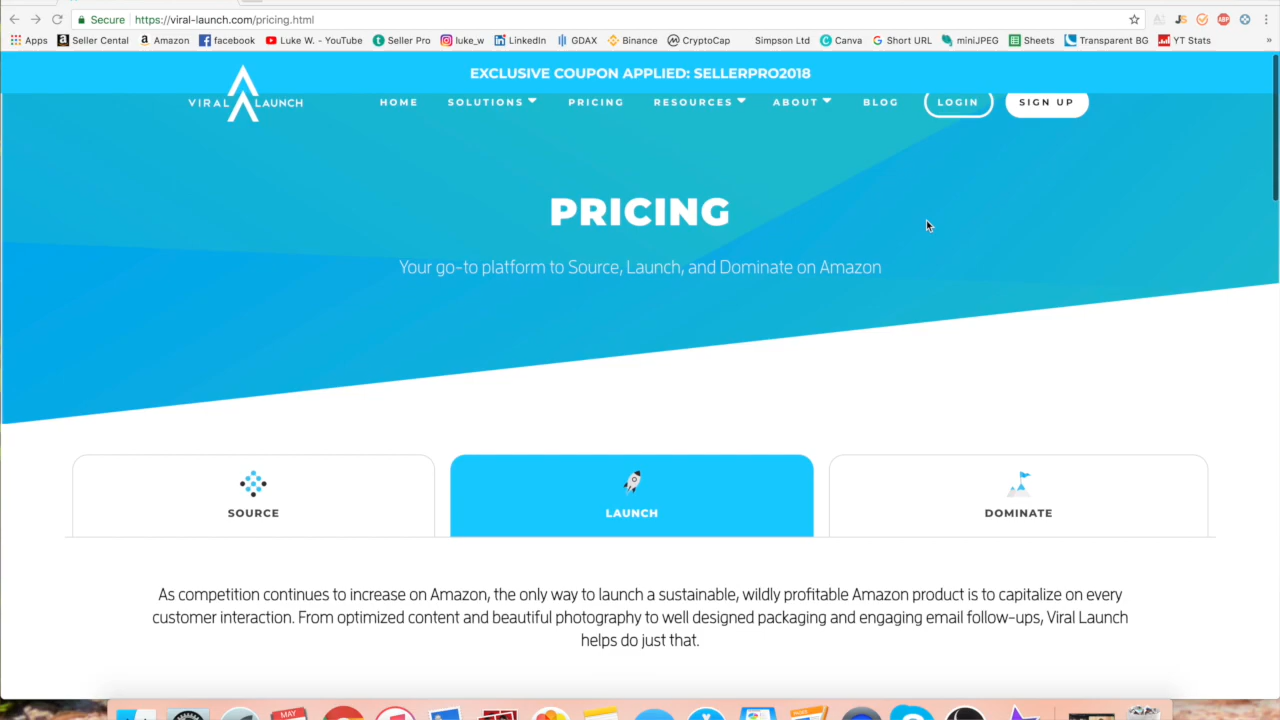 Secure https://viral-launch.com/pricing.html
Apps Seller Cental Amazon facebook Luke W. - YouTube Seller Pro luke_w LinkedIn GDAX Binance CryptoCap Simpson Ltd Canva Short URL miniJPEG Sheets Transparent BG YT Stats »
EXCLUSIVE COUPON APPLIED: SELLERPRO2018
VIRAL LAUNCH HOME SOLUTIONS PRICING RESOURCES ABOUT BLOG LOGIN SIGN UP
PRICING
Your go-to platform to Source, Launch, and Dominate on Amazon
SOURCE LAUNCH DOMINATE
As competition continues to increase on Amazon, the only way to launch a sustainable, wildly profitable Amazon product is to capitalize on every
customer interaction. From optimized content and beautiful photography to well designed packaging and engaging email follow-ups, Viral Launch
helps do just that.
MAY